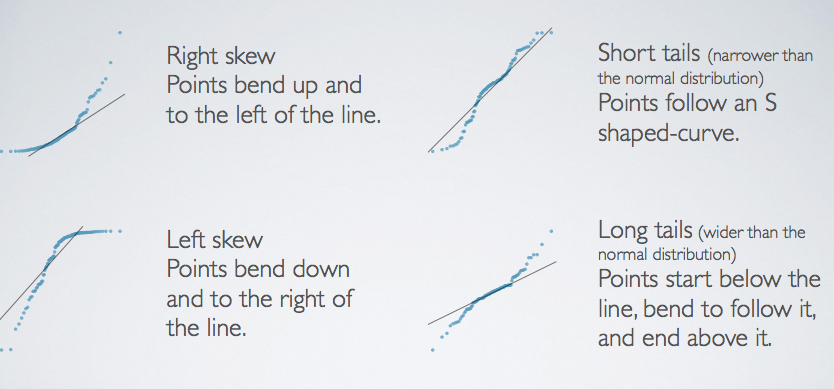 Right skew
Points bend up and
to the left of the line.
Short tails (narrower than
the normal distribution)
Points follow an S
shaped-curve.
Left skew
Points bend down
and to the right of
the line.
Long tails (wider than the
normal distribution)
Points start below the
line, bend to follow it,
and end above it.